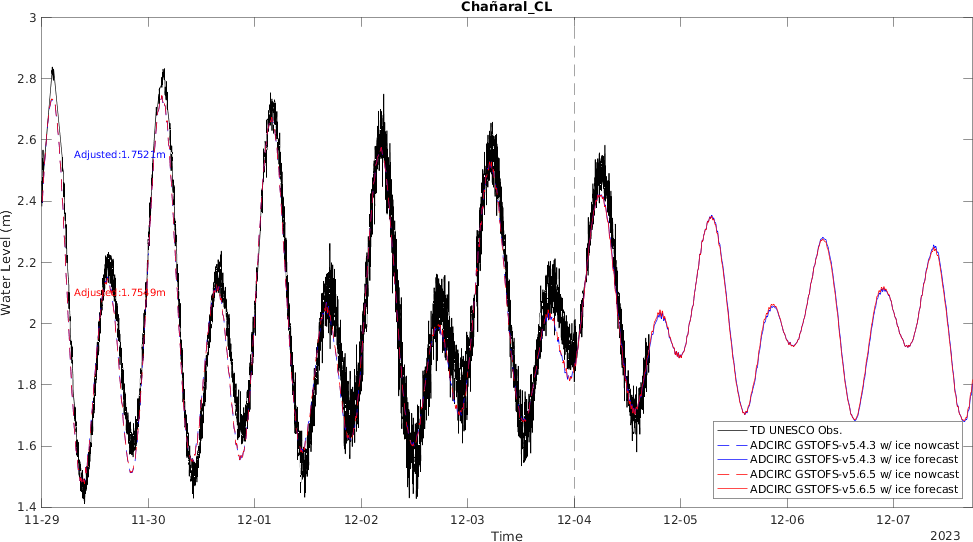 Chañaral_CL
3
2.8
2.6
2.4
2.2
2
1.8
1.6
1.4
Water Level (m)
Adjusted:1.7521m
Adjusted:1.7549m
TD UNESCO Obs.
ADCIRC GSTOFS-v5.4.3 w/ ice nowcast
ADCIRC GSTOFS-v5.4.3 w/ ice forecast
ADCIRC GSTOFS-v5.6.5 w/ ice nowcast
ADCIRC GSTOFS-v5.6.5 w/ ice forecast
11-29 11-30 12-01 12-02 12-03 12-04 12-05 12-06 12-07
Time
2023